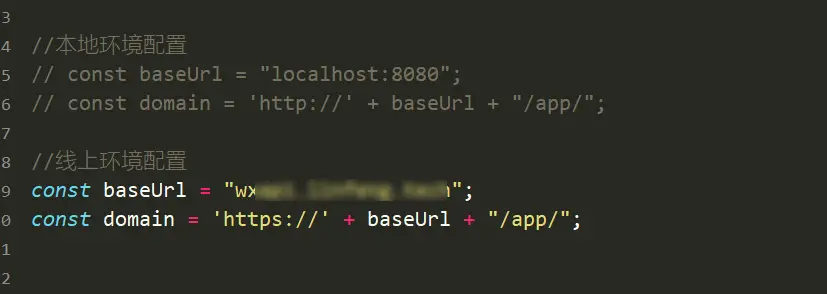 3
4 //本地环境配置
5 // const baseUrl = "localhost:8080";
6 // const domain = 'http://' + baseUrl + "/app/";
7
8 //线上环境配置
9 const baseUrl = "wx";
0 const domain = 'https://' + baseUrl + "/app/";
1
2